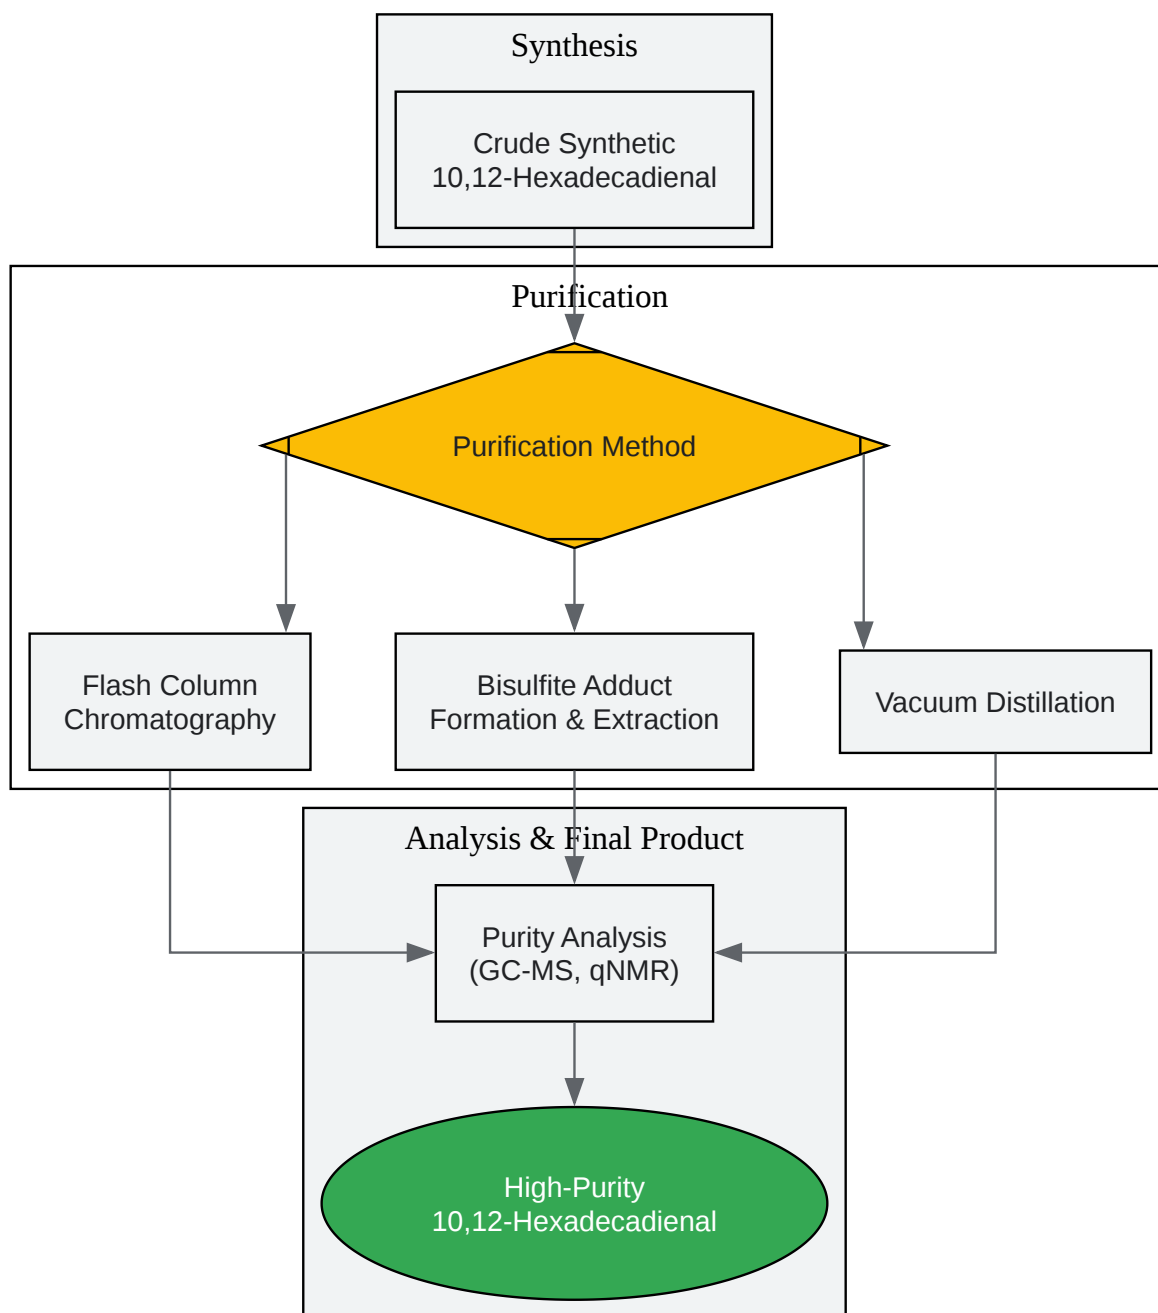 Synthesis
Crude Synthetic
10,12-Hexadecadienal
Purification
Purification Method
Flash Column
Chromatography
Bisulfite Adduct
Formation & Extraction
Vacuum Distillation
Analysis & Final Product
Purity Analysis
(GC-MS, qNMR)
High-Purity
10,12-Hexadecadienal